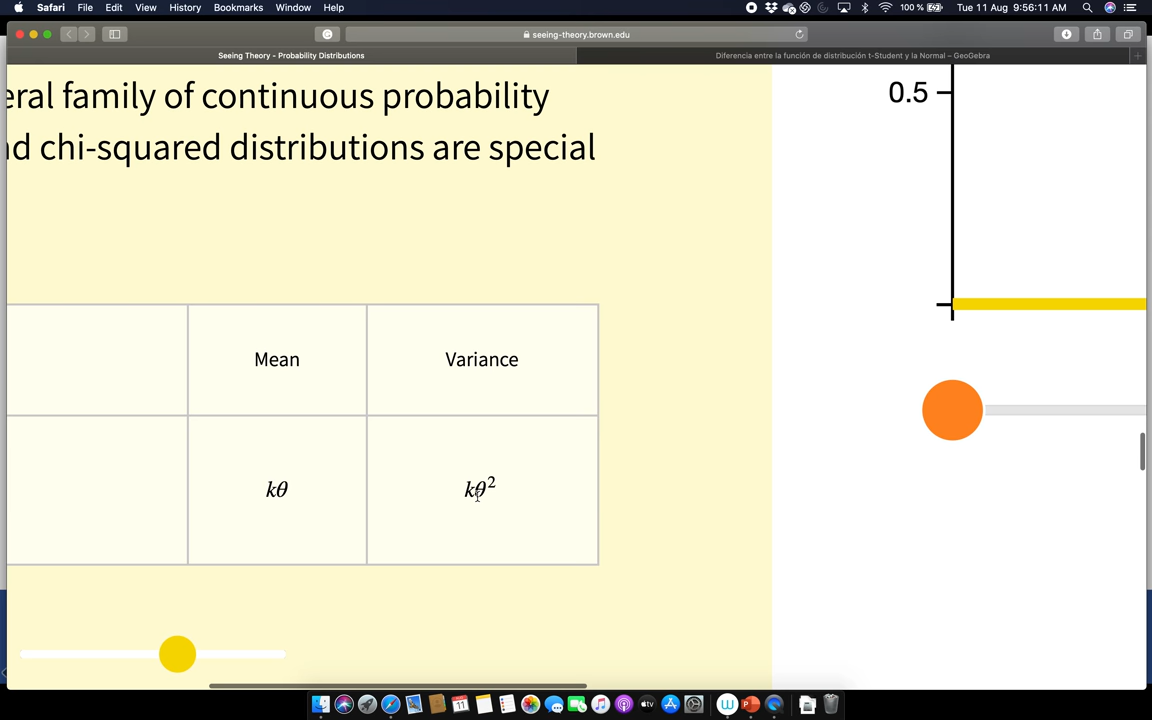 Safari File Edit View History Bookmarks Window Help 100 % Tue 11 Aug 9:56:11 AM
seeing-theory.brown.edu
Seeing Theory - Probability Distributions
Diferencia entre la función de distribución t-Student y la Normal – GeoGebra
eral family of continuous probability
nd chi-squared distributions are special
0.5
Mean Variance
kθ kθ²